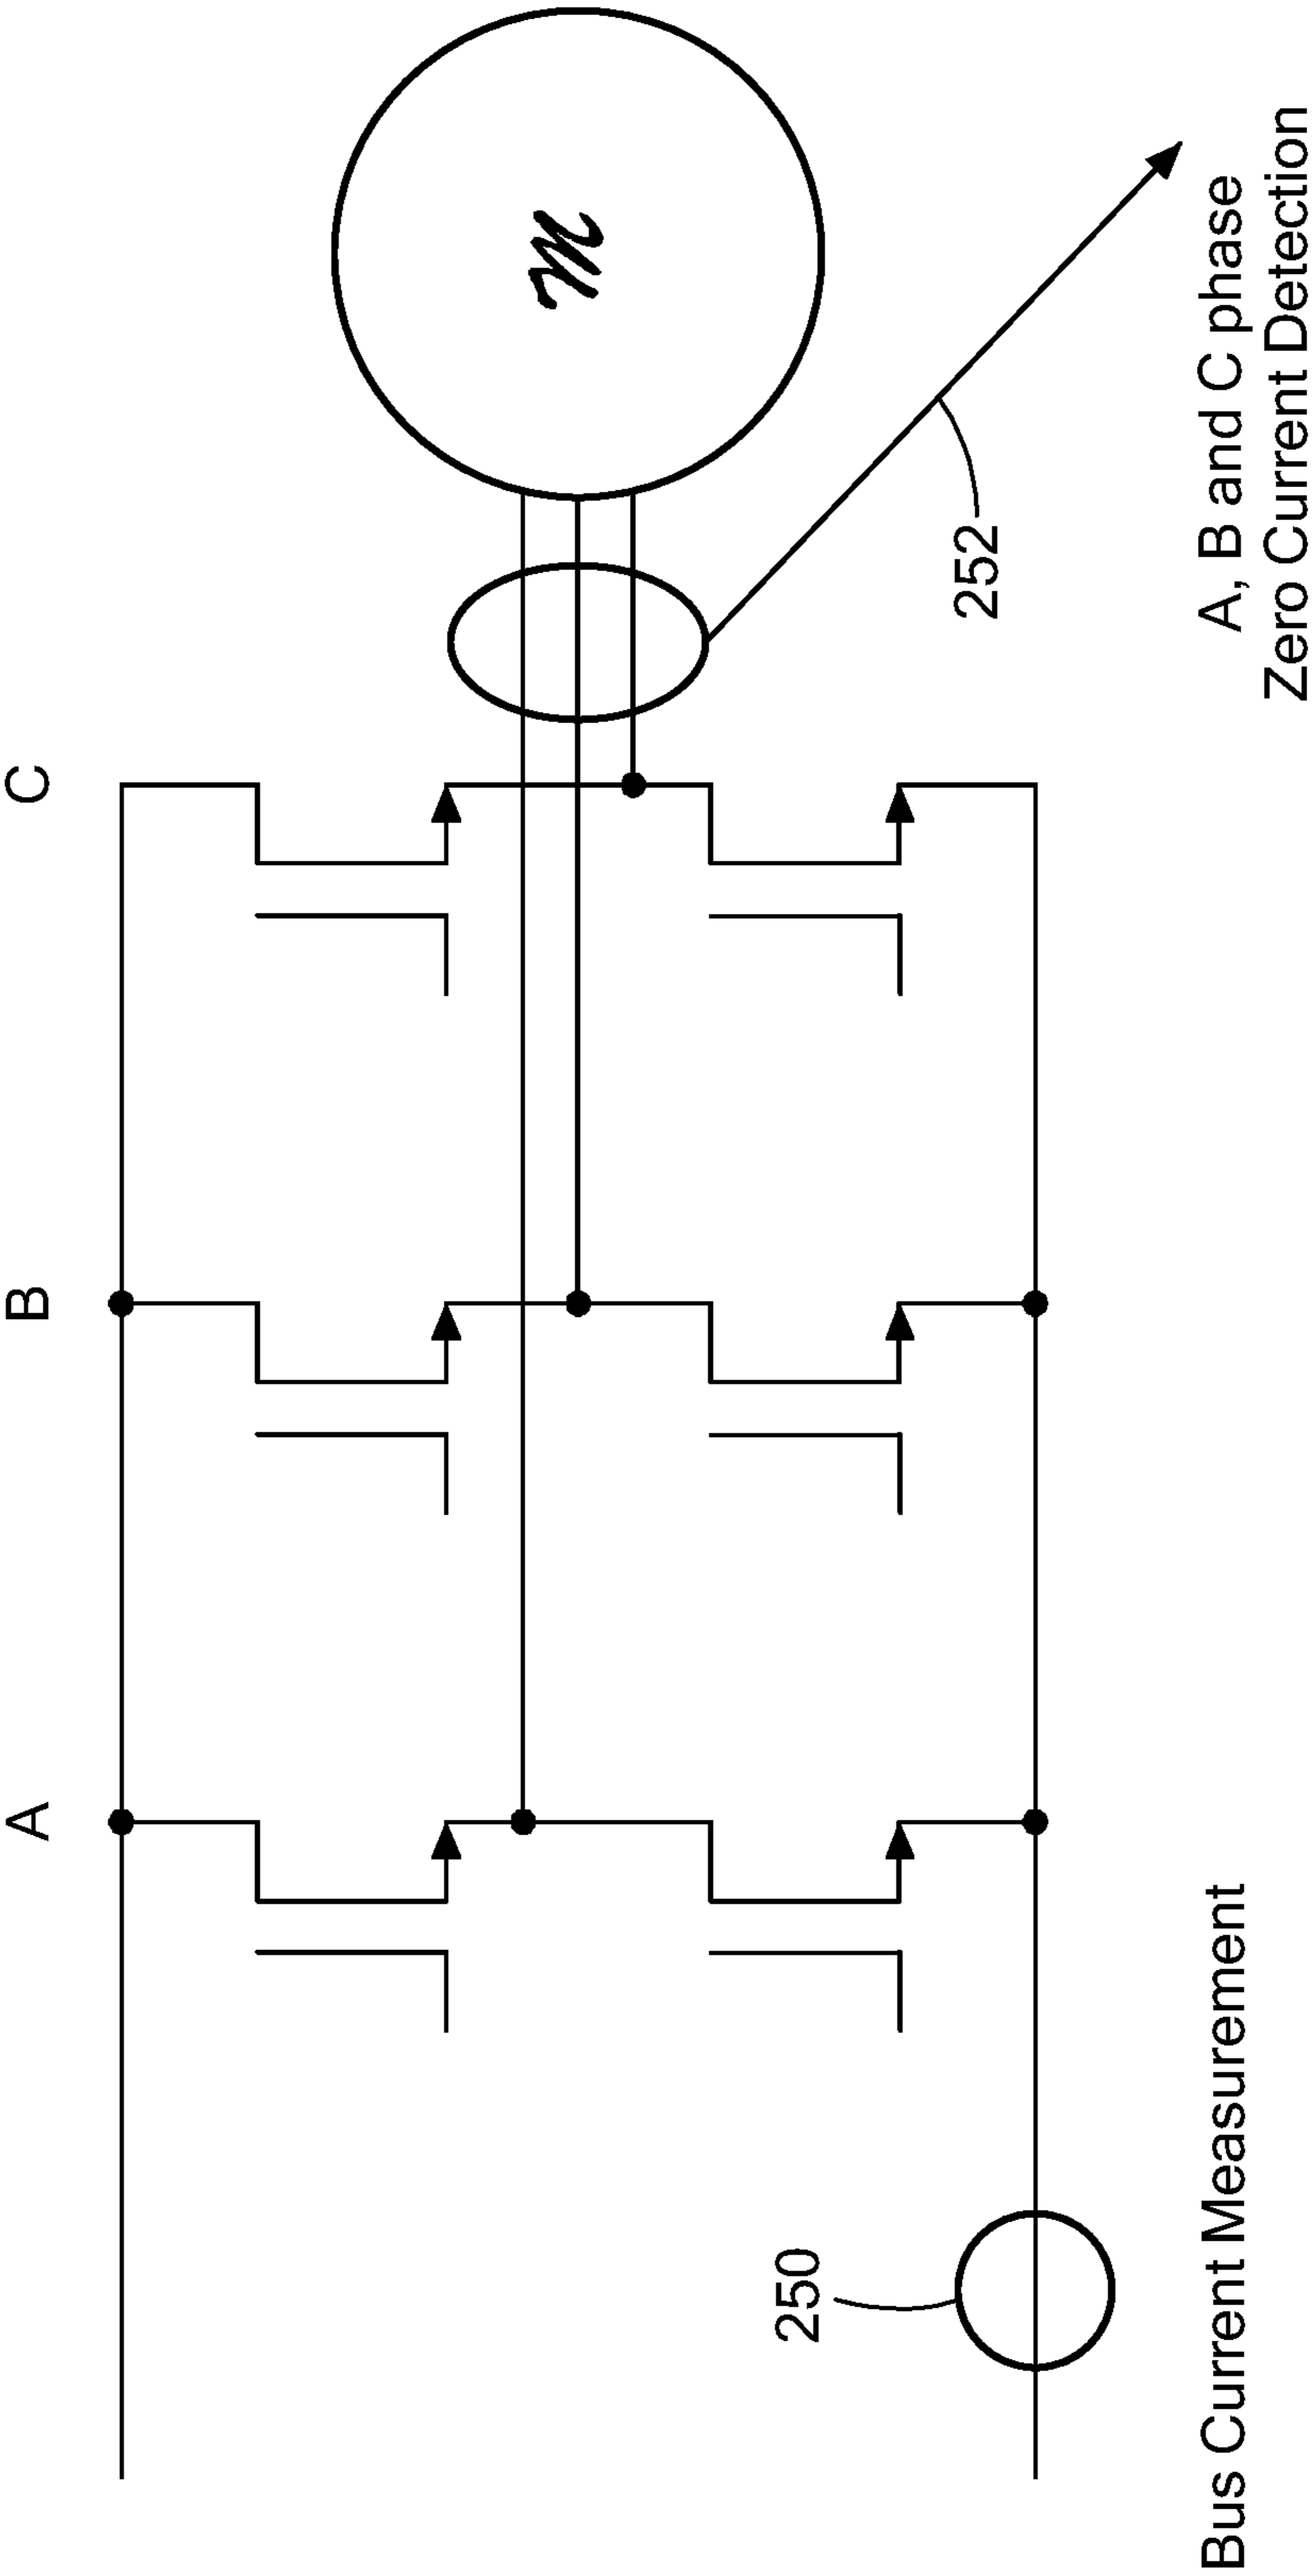 A
B
C
m
250
252
Bus Current Measurement
A, B and C phase
Zero Current Detection